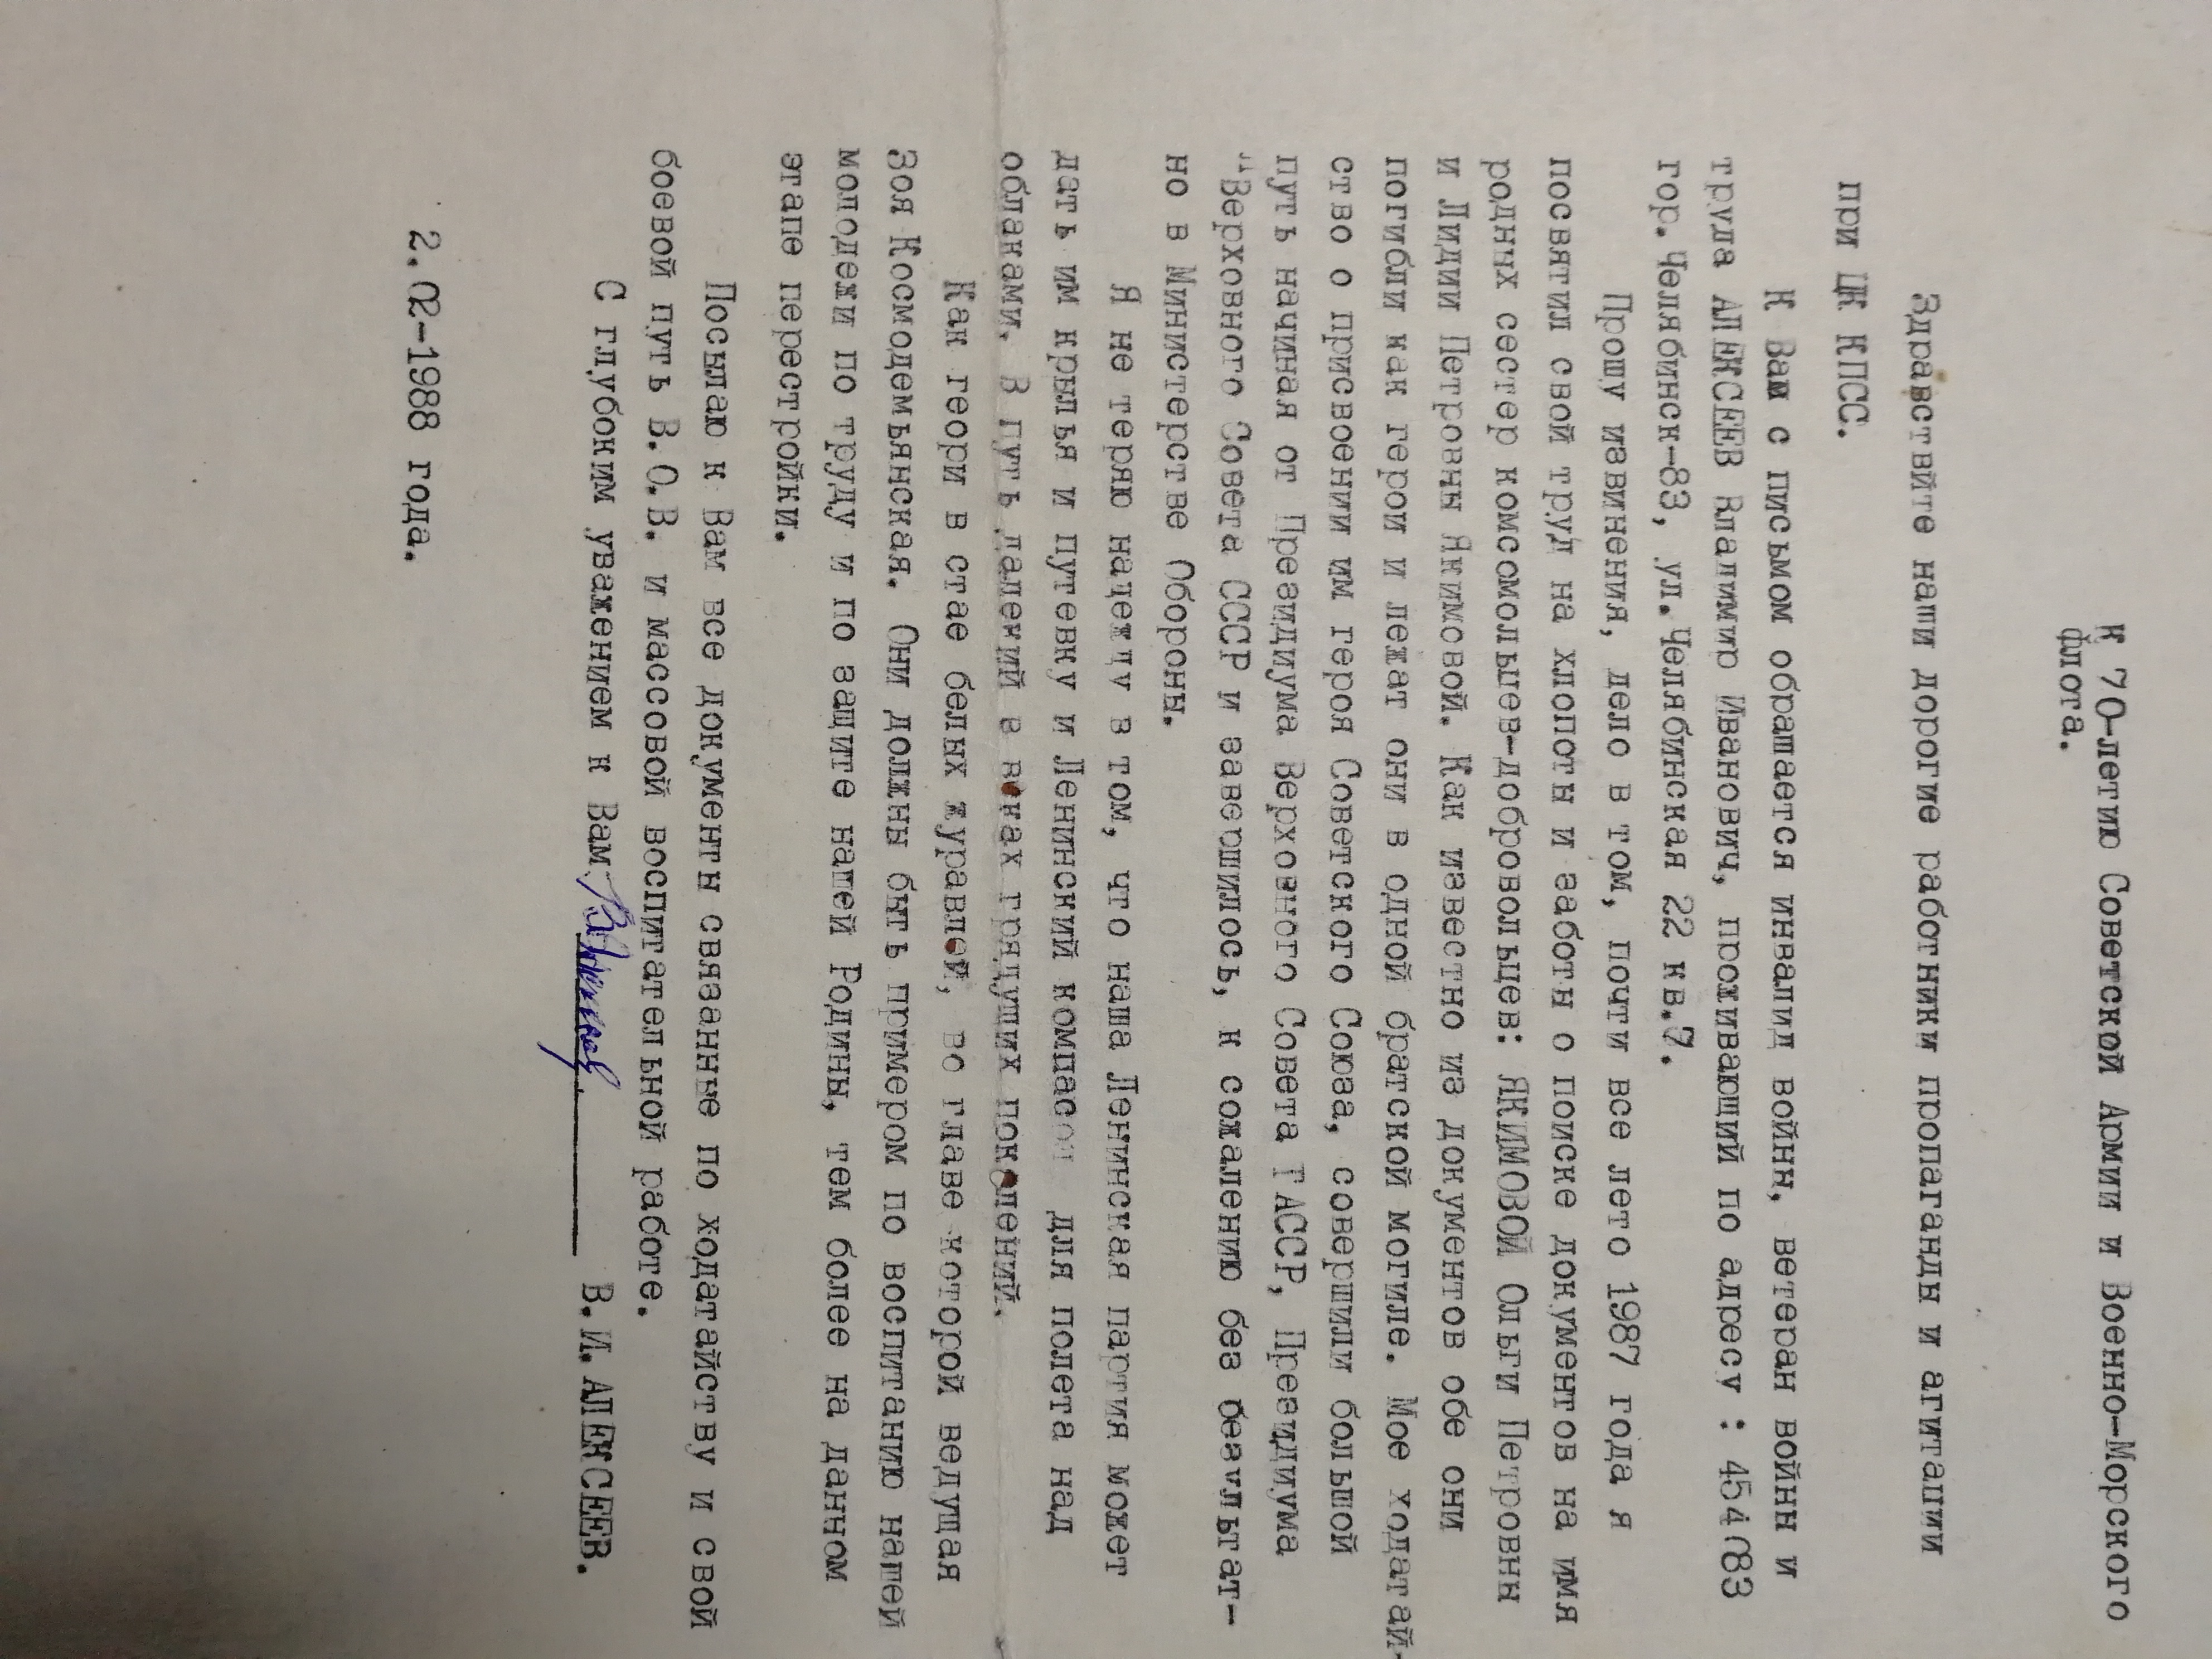 К 70-летию Советской Армии и Военно-Морского
флота.
Здравствйте наши дорогие работники пропаганды и агитации
при ЦК КПСС.
К Вам с письмом обращается инвалид войны, ветеран войны и
труда АЛЕКСЕЕВ Владимир Иванович, проживающий по адресу : 454083
гор.Челябинск-83, ул.Челябинская 22 кв.7.
Прошу извинения, дело в том, почти все лето 1987 года я
посвятил свой труд на хлопоты и заботы о поиске документов на имя
родных сестер комсомольцев-добровольцев: ЯКИМОВОЙ Ольги Петровны
и Лидии Петровны Якимовой. Как известно из документов обе они
погибли как герои и лежат они в одной братской могиле. Мое ходатай-
ство о присвоении им героя Советского Союза, совершили большой
путь начиная от Президиума Верховного Совета ТАССР, Президиума
"Верховного Совета СССР и завершилось, к сожалению без безультат-
но в Министерстве Обороны.
Я не теряю надежду в том, что наша Ленинская партия может
дать им крылья и путевку и Ленинский компас для полета над
облаками. В путь далекий в веках грядущих поколений.
Как геори в стае белых журавлей, во главе которой ведущая
Зоя Космодемьянская. Они должны быть примером по воспитанию нашей
молодежи по труду и по защите нашей Родины, тем более на данном
этапе перестройки.
Посылаю к Вам все документы связанные по ходатайству и свой
боевой путь В.О.В. и массовой воспитательной работе.
С глубоким уважением к Вам В. И. АЛЕКСЕЕВ.
2.02-1988 года.